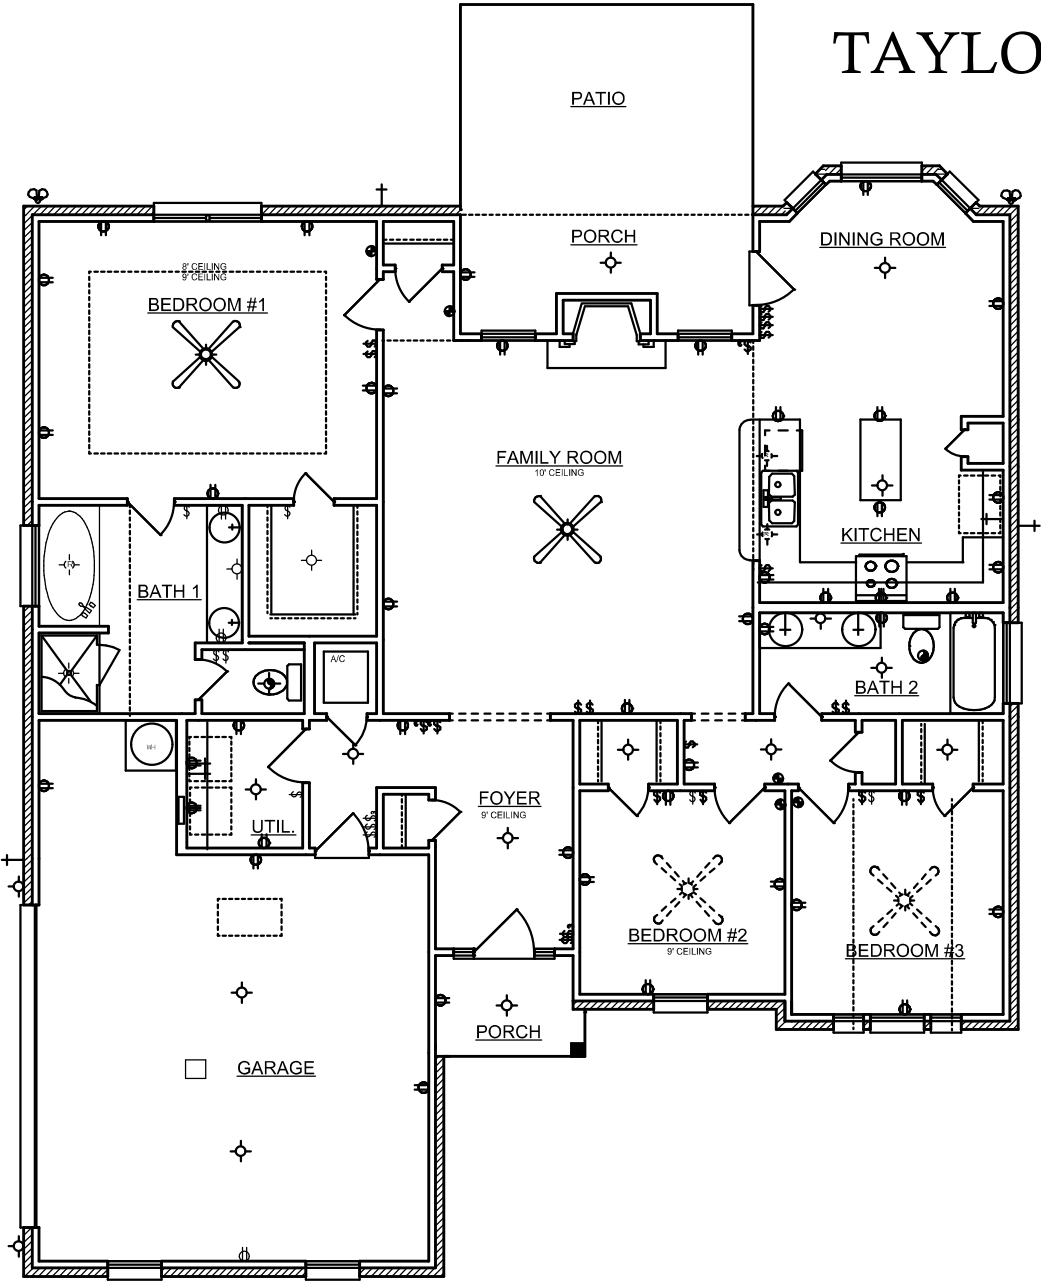 TAYLO
PATIO
PORCH
DINING ROOM
8' CEILING
9' CEILING
BEDROOM #1
FAMILY ROOM
10' CEILING
KITCHEN
BATH 1
A/C
BATH 2
WH
FOYER
9' CEILING
UTIL.
BEDROOM #2
9' CEILING
BEDROOM #3
PORCH
GARAGE